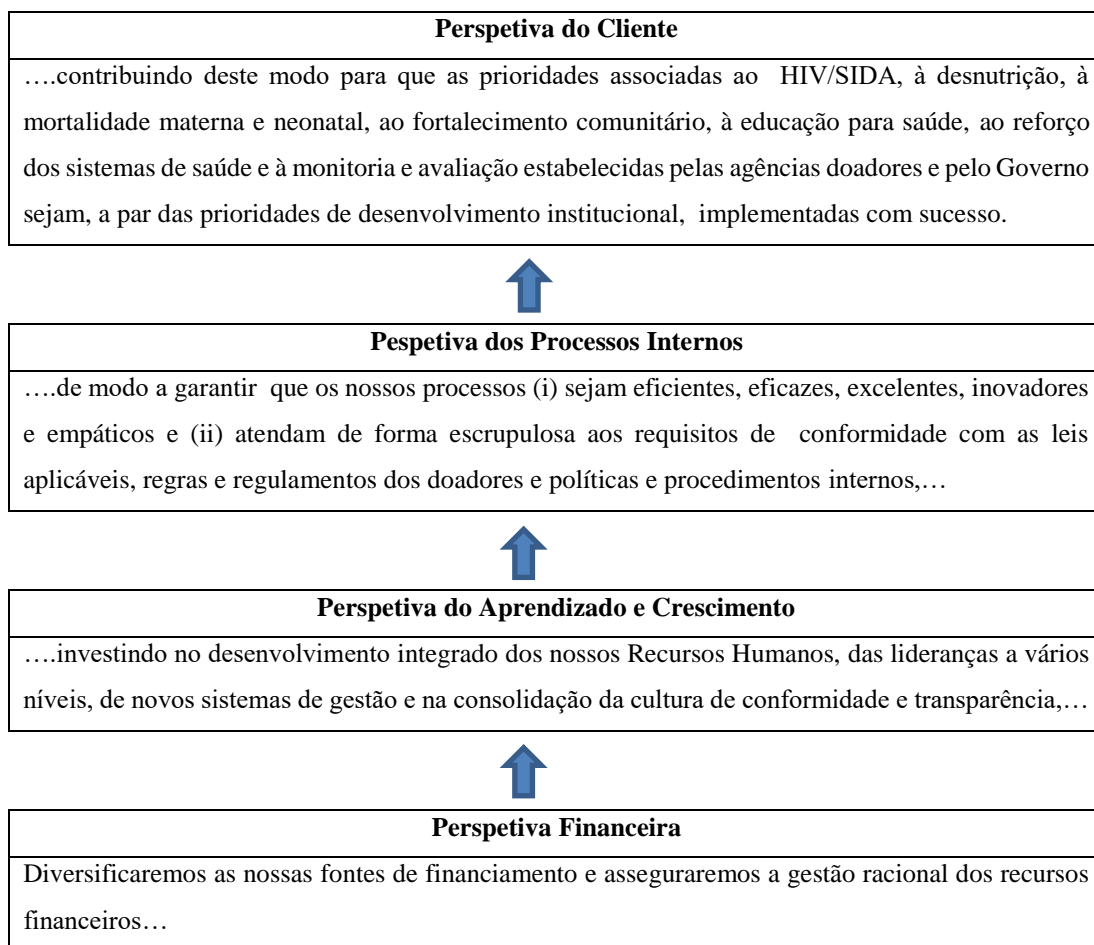 Perspetiva do Cliente
….contribuindo deste modo para que as prioridades associadas ao HIV/SIDA, à desnutrição, à
mortalidade materna e neonatal, ao fortalecimento comunitário, à educação para saúde, ao reforço
dos sistemas de saúde e à monitoria e avaliação estabelecidas pelas agências doadores e pelo Governo
sejam, a par das prioridades de desenvolvimento institucional, implementadas com sucesso.
Pespetiva dos Processos Internos
….de modo a garantir que os nossos processos (i) sejam eficientes, eficazes, excelentes, inovadores
e empáticos e (ii) atendam de forma escrupulosa aos requisitos de conformidade com as leis
aplicáveis, regras e regulamentos dos doadores e políticas e procedimentos internos,…
Perspetiva do Aprendizado e Crescimento
….investindo no desenvolvimento integrado dos nossos Recursos Humanos, das lideranças a vários
níveis, de novos sistemas de gestão e na consolidação da cultura de conformidade e transparência,…
Perspetiva Financeira
Diversificaremos as nossas fontes de financiamento e asseguraremos a gestão racional dos recursos
financeiros…